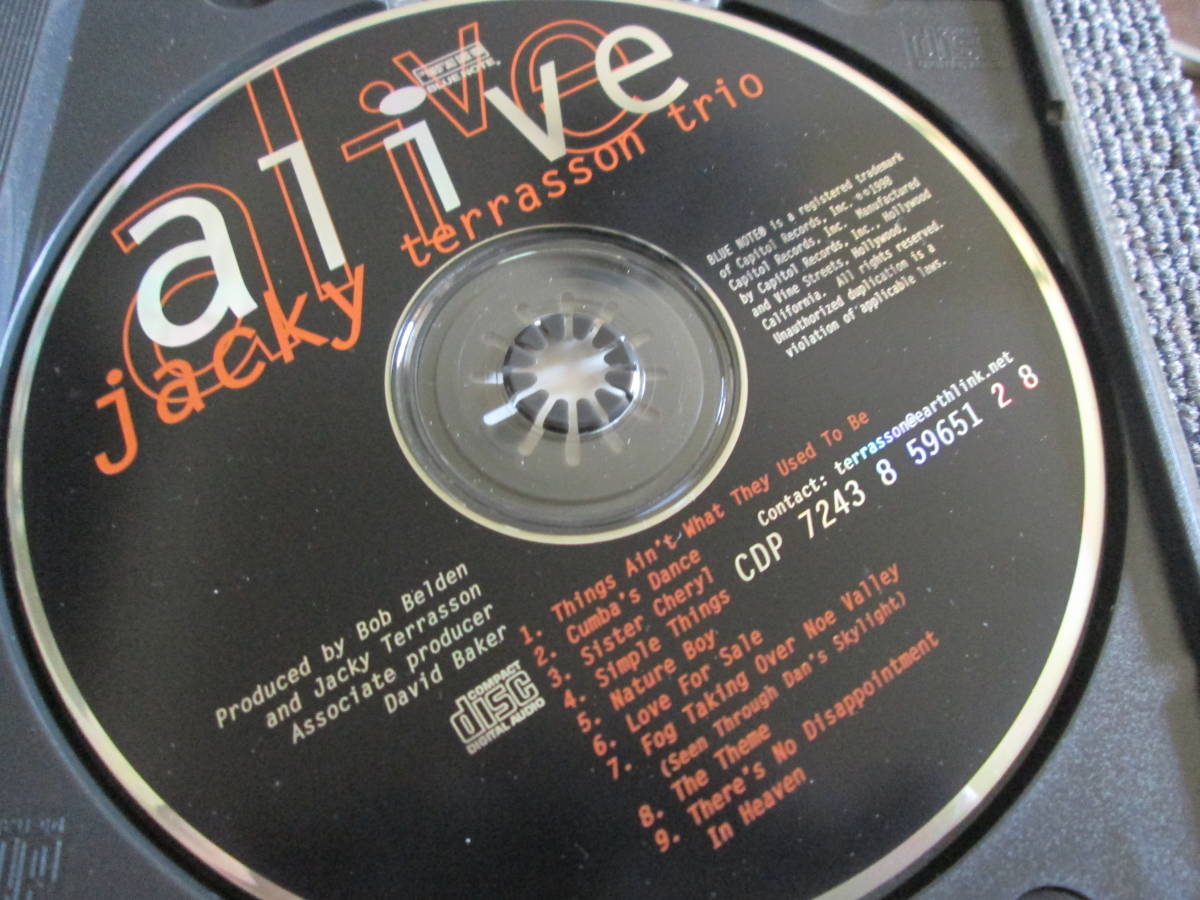 alive
alive
BLUE NOTE
jacky terrasson trio
BLUE NOTE® is a registered trademark
of Capitol Records, Inc. ℗©1998
Capitol Records, Inc. Manufactured
by Capitol Records, Inc., Hollywood
and Vine Streets, Hollywood,
California. All rights reserved.
Unauthorized duplication is a
violation of applicable laws.
Contact: terrasson@earthlink.net
CDP 7243 8 59651 2 8
Produced by Bob Belden
and Jacky Terrasson
Associate producer
David Baker
COMPACT
disc
DIGITAL AUDIO
1. Things Ain't What They Used To Be
2. Cumba's Dance
3. Sister Cheryl
4. Simple Things
5. Nature Boy
6. Love For Sale
7. Fog Taking Over Noe Valley
(Seen Through Dan's Skylight)
8. The Theme
9. There's No Disappointment
In Heaven
disc